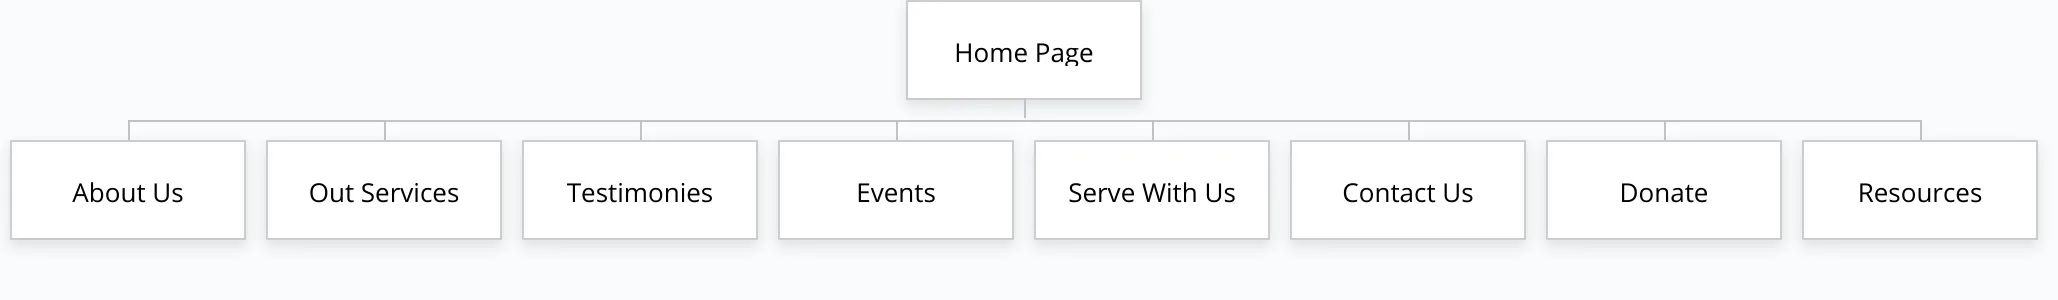 Home Page
About Us
Out Services
Testimonies
Events
Serve With Us
Contact Us
Donate
Resources